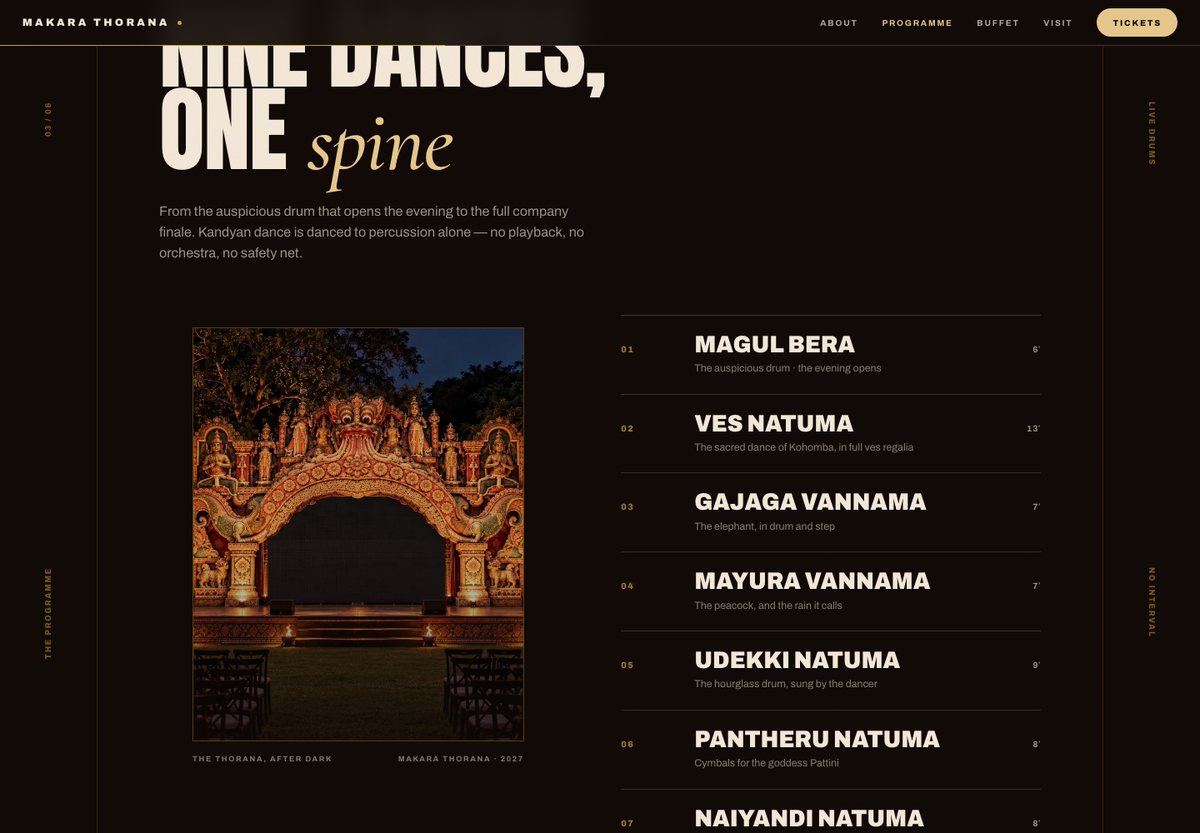 MAKARA THORANA
ABOUT
PROGRAMME
BUFFET
VISIT
TICKETS
NINE DANCES,
ONE spine
From the auspicious drum that opens the evening to the full company
finale. Kandyan dance is danced to percussion alone — no playback, no
orchestra, no safety net.
03 / 06
THE PROGRAMME
LIVE DRUMS
NO INTERVAL
THE THORANA, AFTER DARK
MAKARA THORANA · 2027
01
MAGUL BERA
6′
The auspicious drum · the evening opens
02
VES NATUMA
13′
The sacred dance of Kohomba, in full ves regalia
03
GAJAGA VANNAMA
7′
The elephant, in drum and step
04
MAYURA VANNAMA
7′
The peacock, and the rain it calls
05
UDEKKI NATUMA
9′
The hourglass drum, sung by the dancer
06
PANTHERU NATUMA
8′
Cymbals for the goddess Pattini
07
NAIYANDI NATUMA
8′